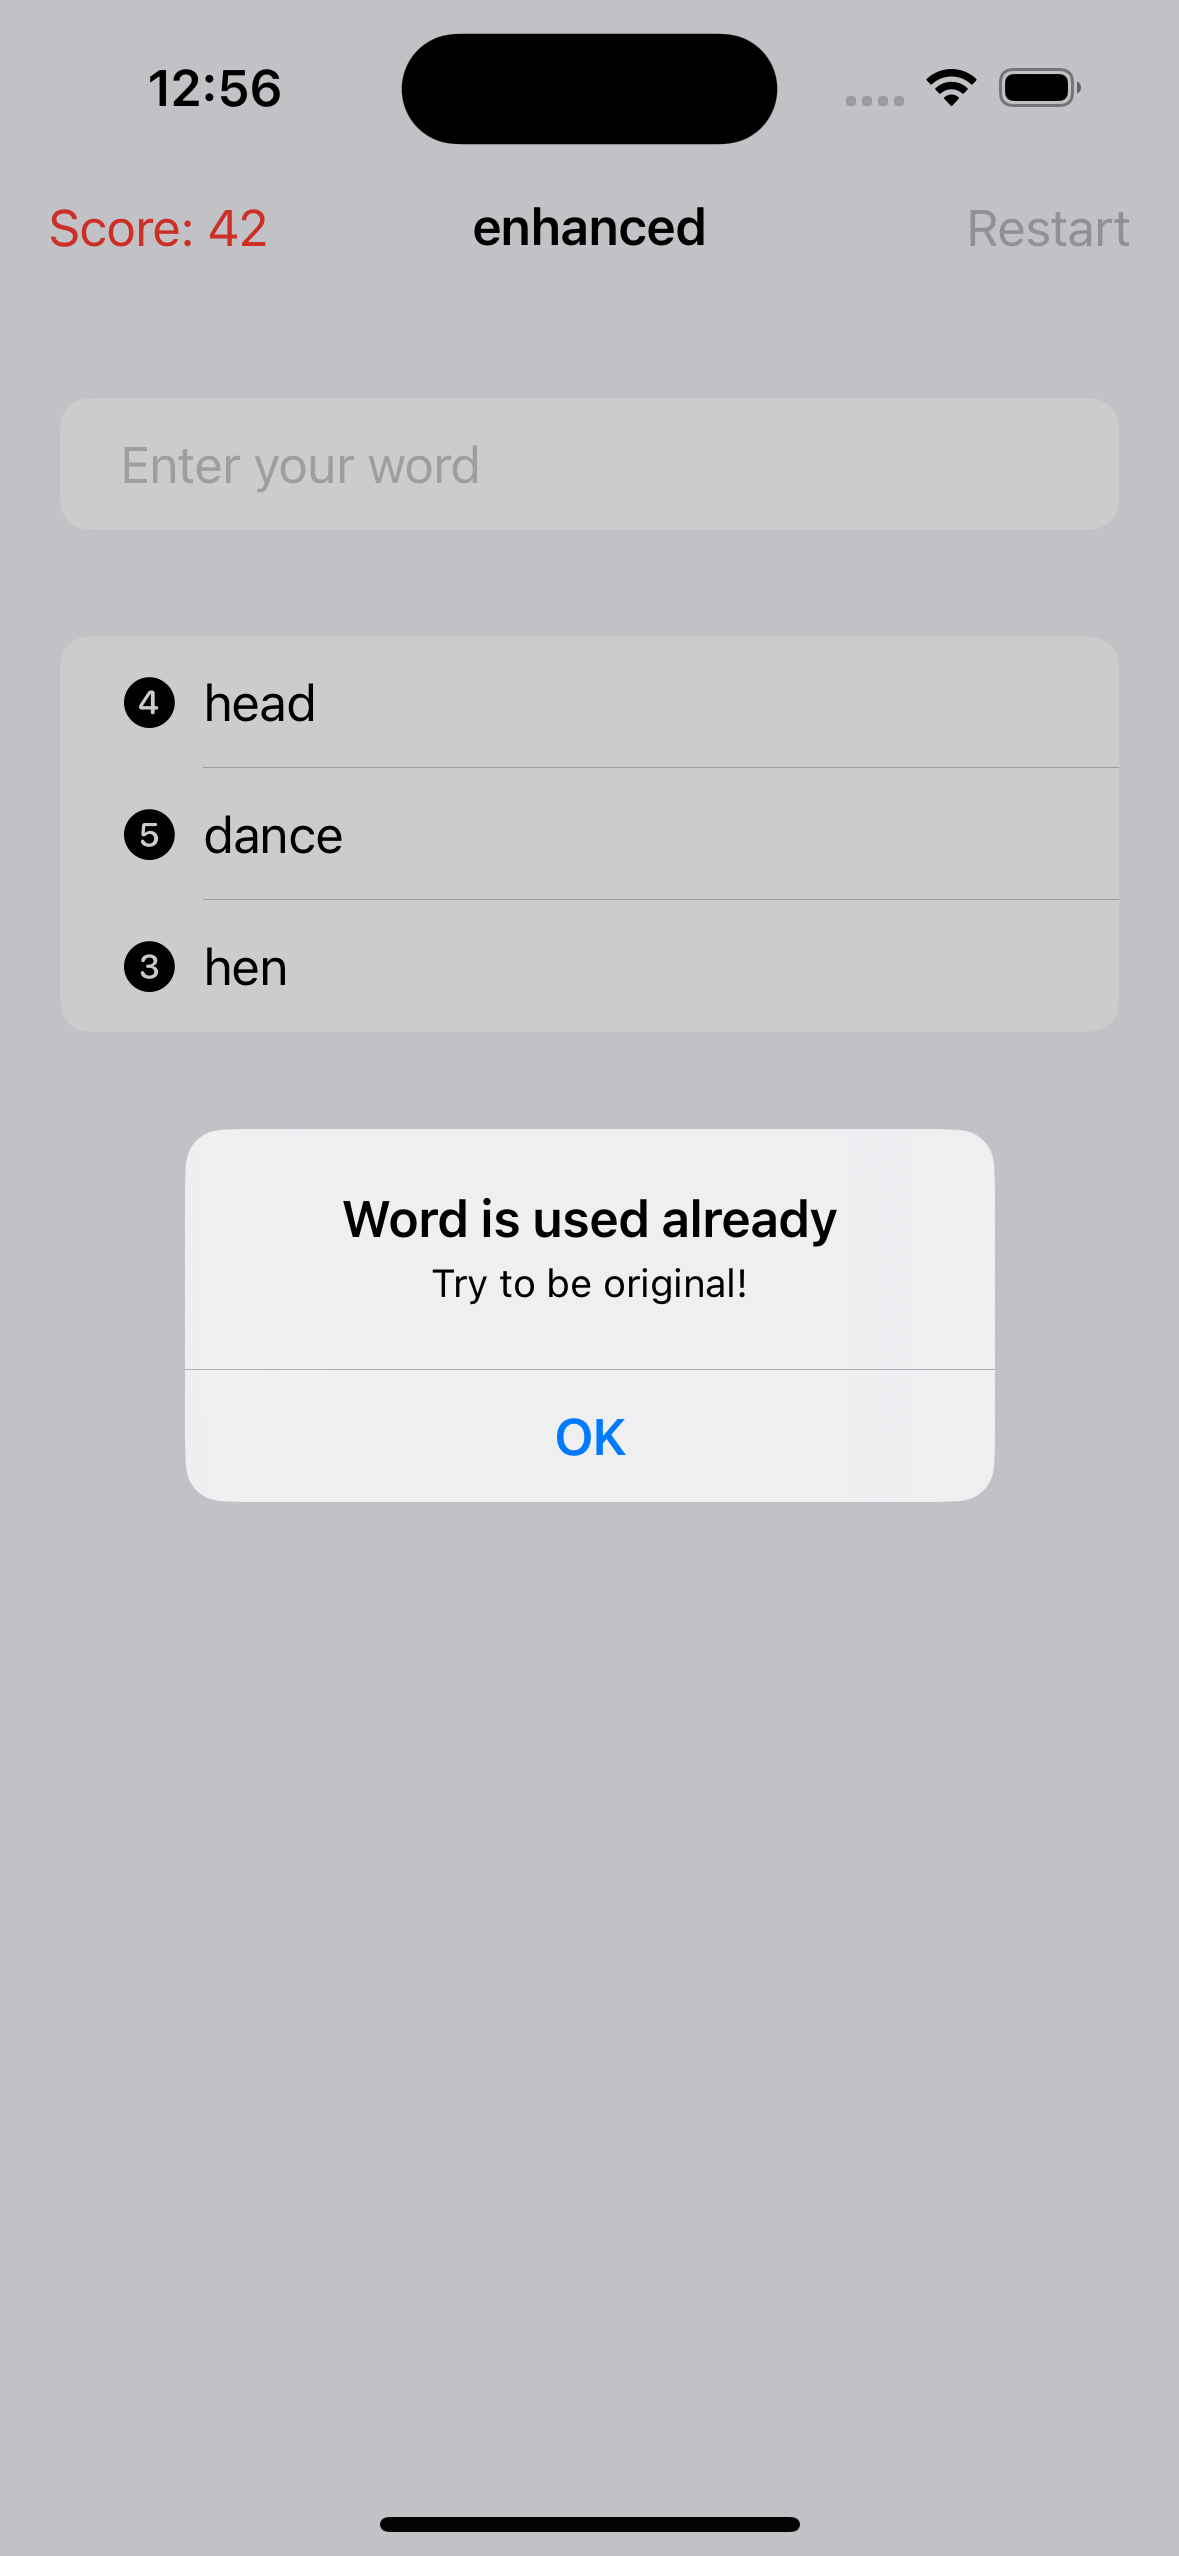 12:56
Score: 42 enhanced Restart
Enter your word
4 head
5 dance
3 hen
Word is used already
Try to be original!
OK